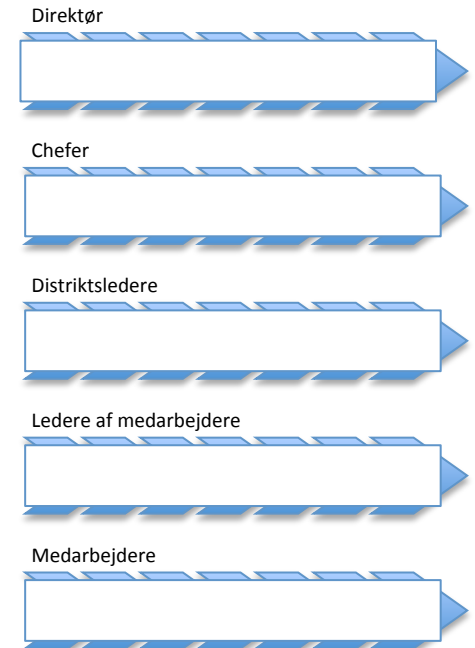 Direktør
Chefer
Distriktsledere
Ledere af medarbejdere
Medarbejdere